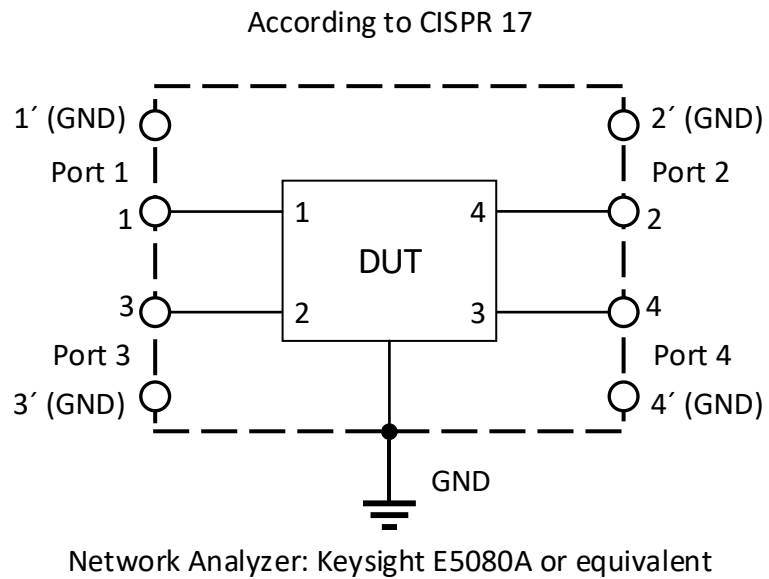 According to CISPR 17
1´ (GND) 2´ (GND)
Port 1 Port 2
1 1 4 2
DUT
3 2 3 4
Port 3 Port 4
3´ (GND) 4´ (GND)
GND
Network Analyzer: Keysight E5080A or equivalent